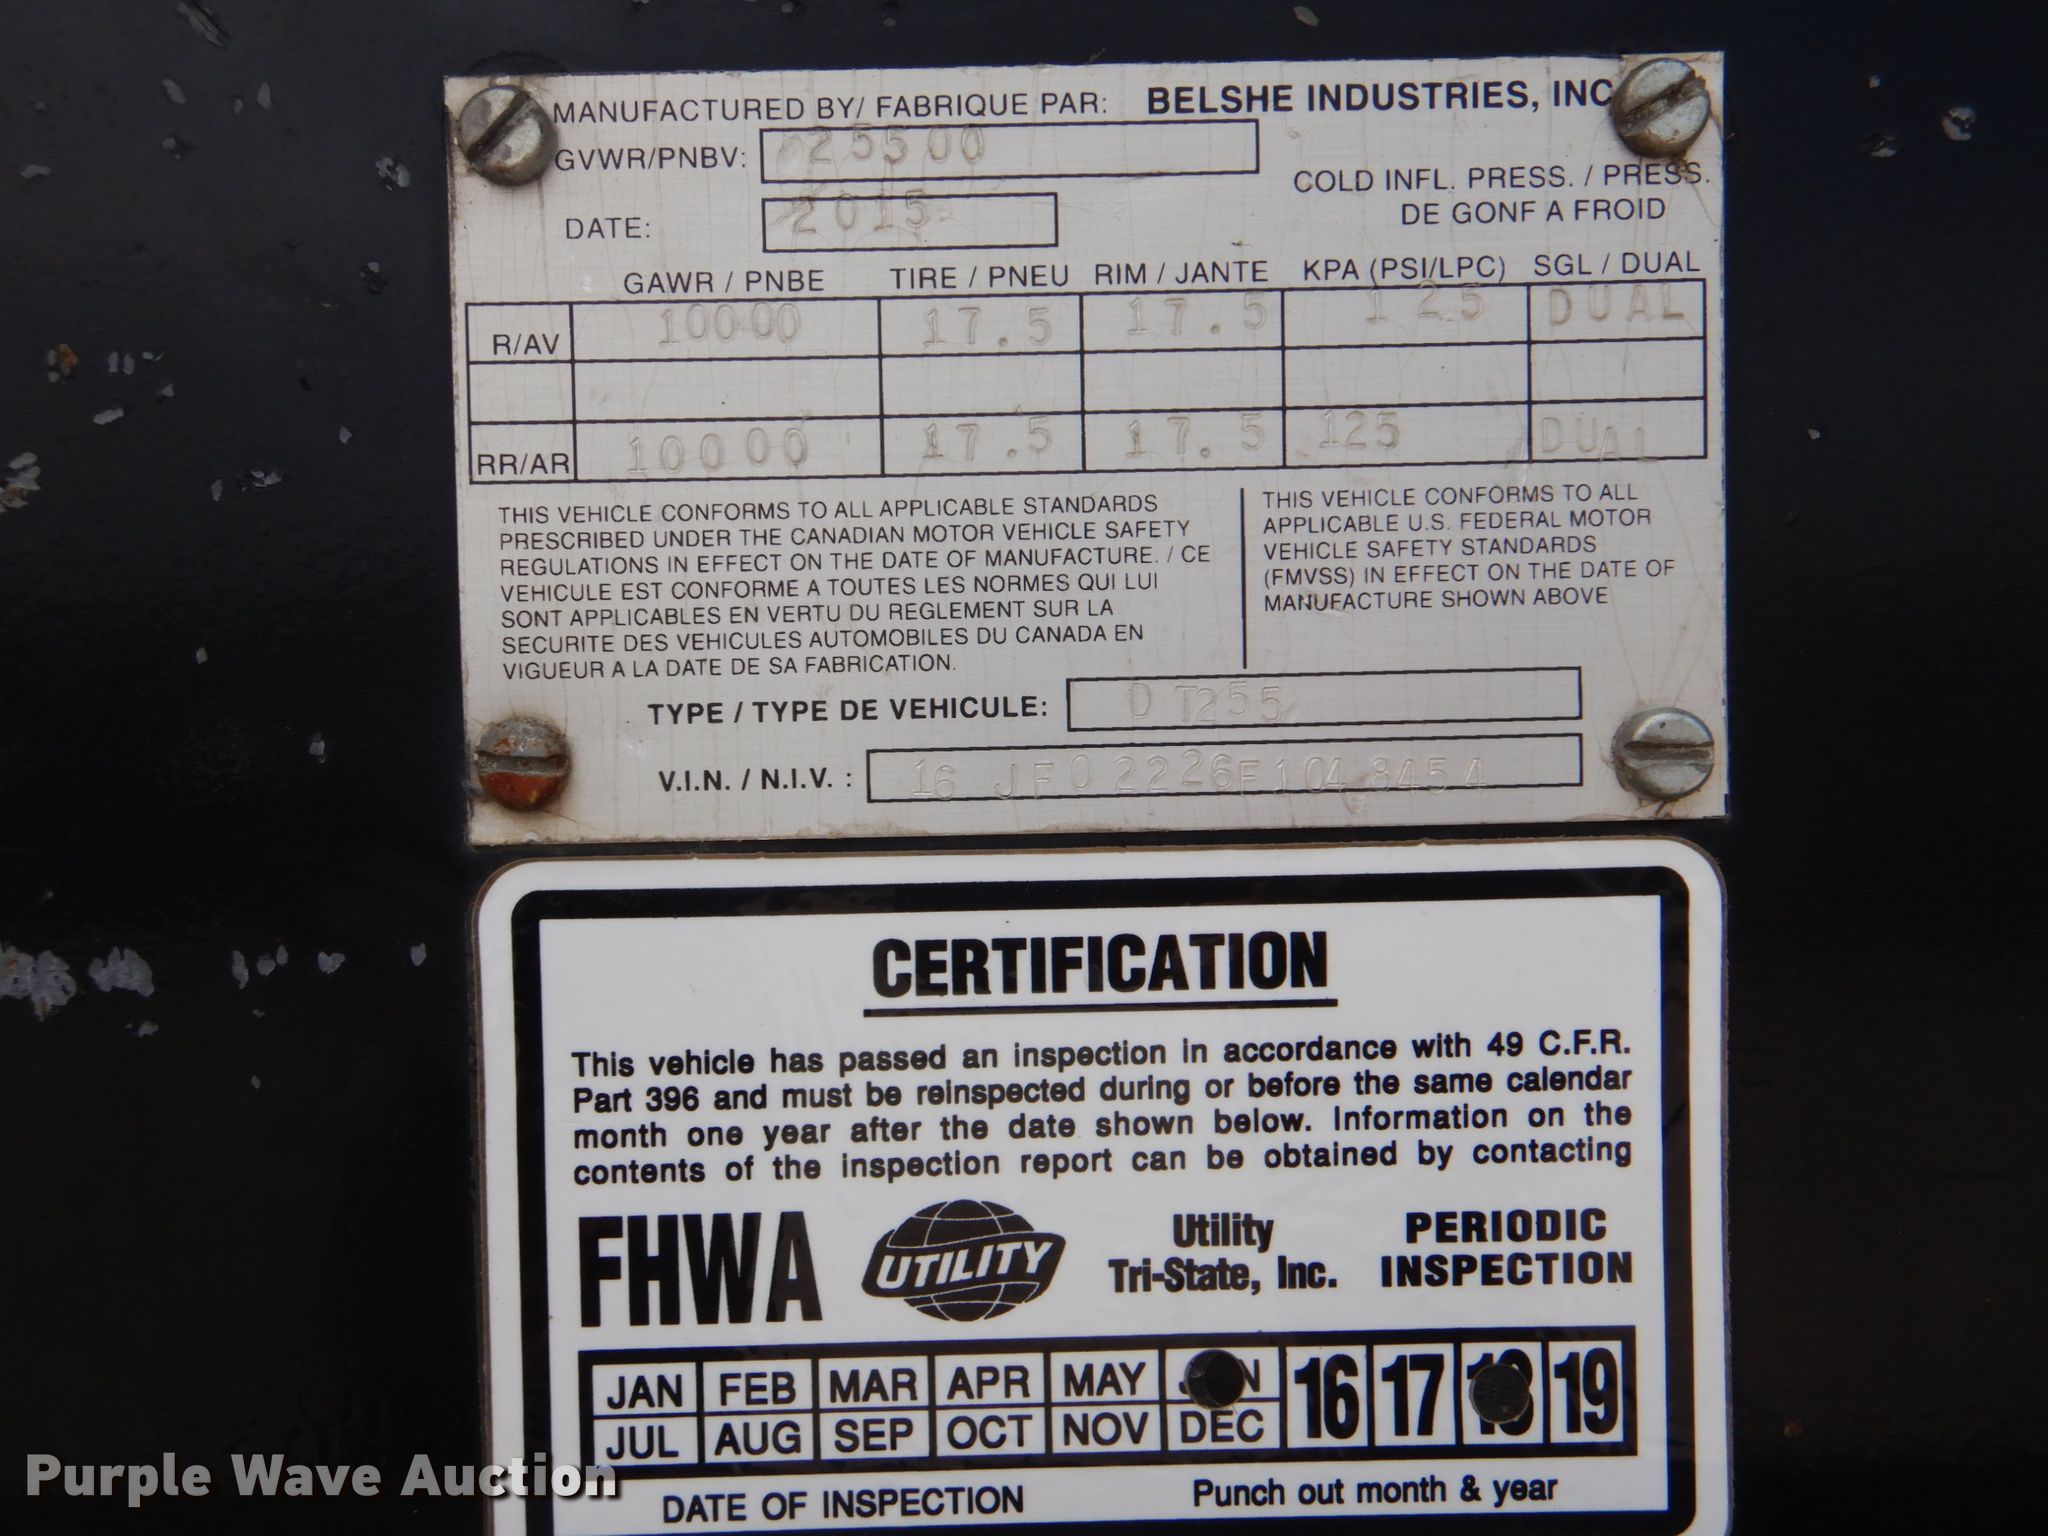 MANUFACTURED BY/ FABRIQUE PAR: BELSHE INDUSTRIES, INC
GVWR/PNBV: 25500
COLD INFL. PRESS. / PRESS.
DE GONF A FROID
DATE: 2015
GAWR / PNBE TIRE / PNEU RIM / JANTE KPA (PSI/LPC) SGL / DUAL
R/AV 10000 17.5 17.5 125 DUAL
RR/AR 10000 17.5 17.5 125 DUAL
THIS VEHICLE CONFORMS TO ALL APPLICABLE STANDARDS
PRESCRIBED UNDER THE CANADIAN MOTOR VEHICLE SAFETY
REGULATIONS IN EFFECT ON THE DATE OF MANUFACTURE. / CE
VEHICULE EST CONFORME A TOUTES LES NORMES QUI LUI
SONT APPLICABLES EN VERTU DU REGLEMENT SUR LA
SECURITE DES VEHICULES AUTOMOBILES DU CANADA EN
VIGUEUR A LA DATE DE SA FABRICATION.
THIS VEHICLE CONFORMS TO ALL
APPLICABLE U.S. FEDERAL MOTOR
VEHICLE SAFETY STANDARDS
(FMVSS) IN EFFECT ON THE DATE OF
MANUFACTURE SHOWN ABOVE
TYPE / TYPE DE VEHICULE: DT255
V.I.N. / N.I.V. : 16JF02226F1048454
CERTIFICATION
This vehicle has passed an inspection in accordance with 49 C.F.R.
Part 396 and must be reinspected during or before the same calendar
month one year after the date shown below. Information on the
contents of the inspection report can be obtained by contacting
FHWA UTILITY Utility
Tri-State, Inc.
PERIODIC
INSPECTION
JAN FEB MAR APR MAY JUN 16 17 18 19
JUL AUG SEP OCT NOV DEC
DATE OF INSPECTION Punch out month & year
Purple Wave Auction